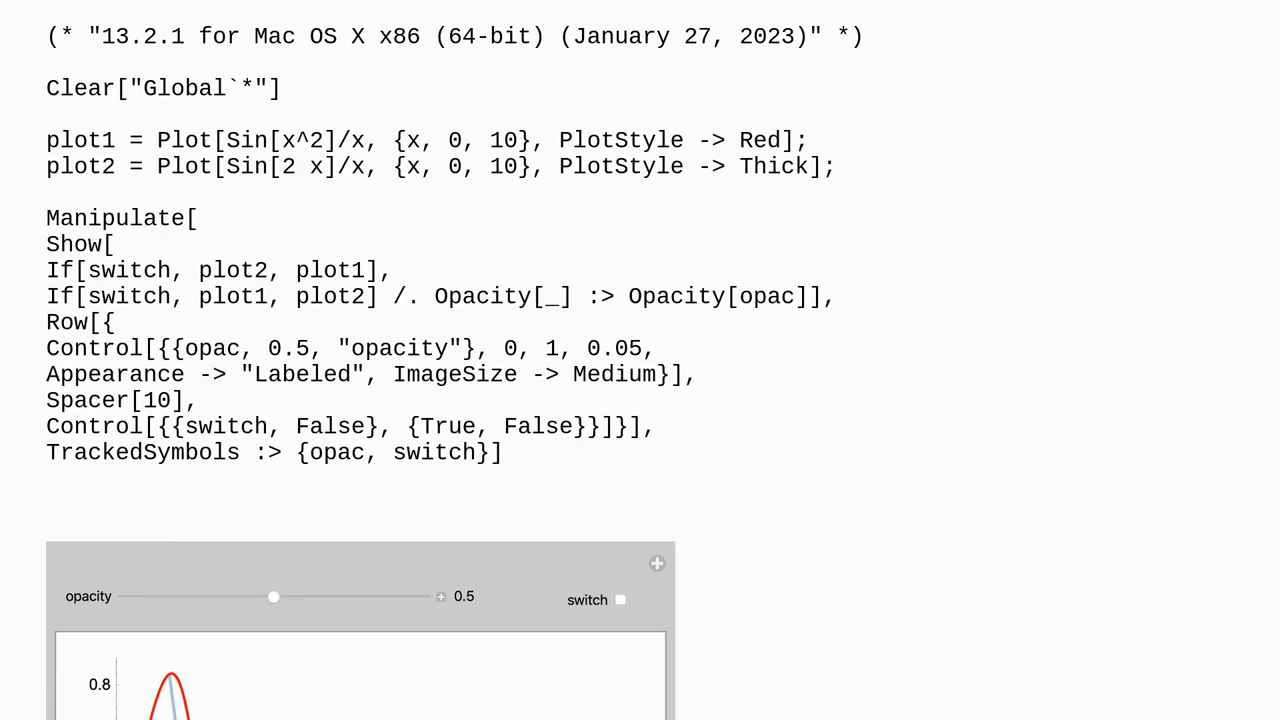 (* "13.2.1 for Mac OS X x86 (64-bit) (January 27, 2023)" *)
Clear["Global`*"]
plot1 = Plot[Sin[x^2]/x, {x, 0, 10}, PlotStyle -> Red];
plot2 = Plot[Sin[2 x]/x, {x, 0, 10}, PlotStyle -> Thick];
Manipulate[
Show[
If[switch, plot2, plot1],
If[switch, plot1, plot2] /. Opacity[_] :> Opacity[opac]],
Row[{
Control[{{opac, 0.5, "opacity"}, 0, 1, 0.05,
Appearance -> "Labeled", ImageSize -> Medium}],
Spacer[10],
Control[{{switch, False}, {True, False}}]}],
TrackedSymbols :> {opac, switch}]
opacity 0.5 switch
0.8